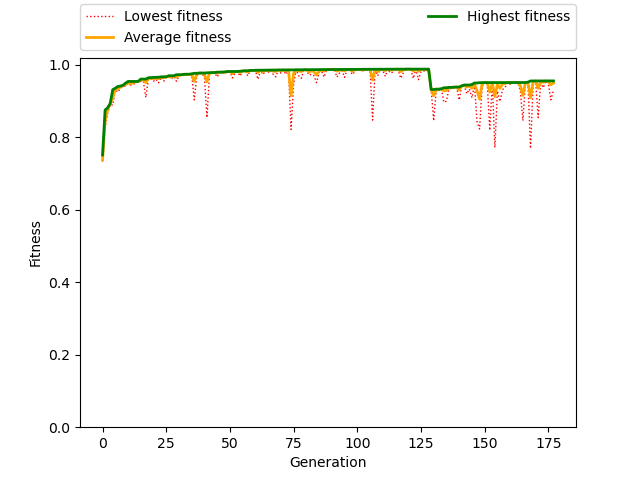 Lowest fitness
Average fitness
Highest fitness
1.0
0.8
0.6
0.4
0.2
0.0
Fitness
0 25 50 75 100 125 150 175
Generation